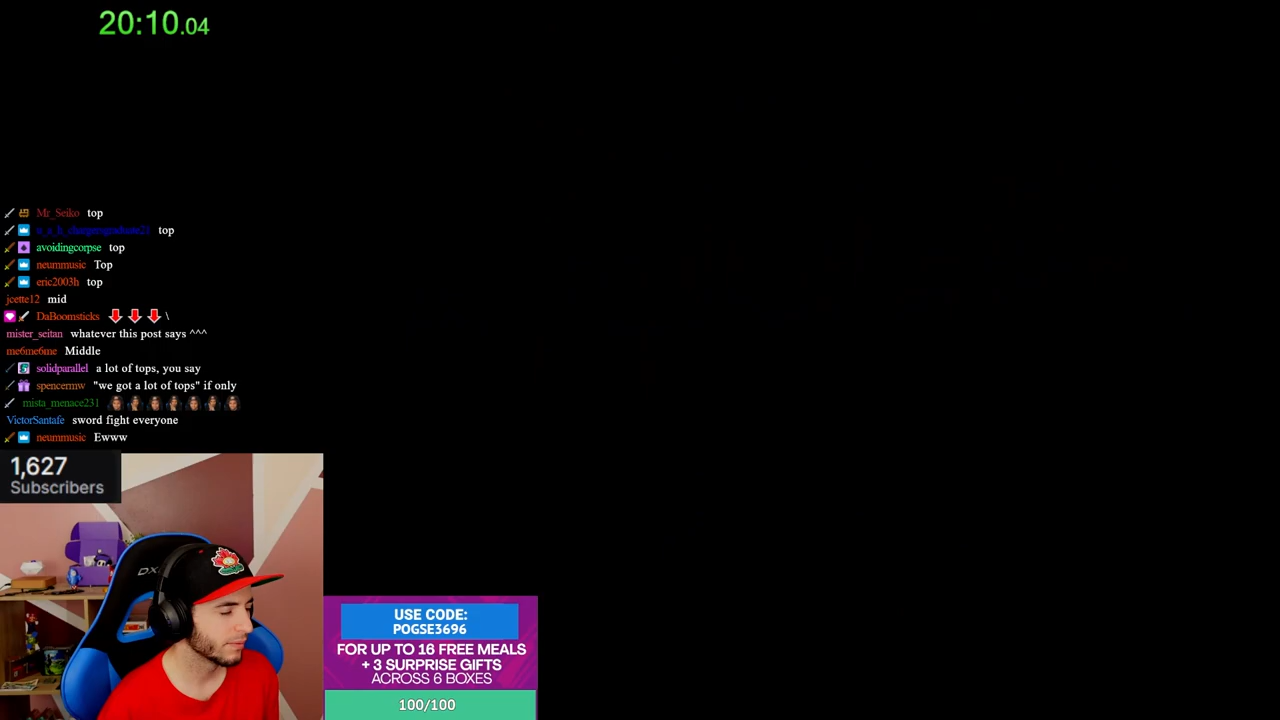 20:10.04
Mr_Seiko top
top
avoidingcorpse top
neummusic Top
eric2003h top
jcette12 mid
DaBoomsticks \
mister_seitan whatever this post says ^^^
me6me6me Middle
solidparallel a lot of tops, you say
spencermw "we got a lot of tops" if only
mista_menace231
VictorSantafe sword fight everyone
neummusic Ewww
1,627
Subscribers
USE CODE:
POGSE3696
FOR UP TO 16 FREE MEALS
+ 3 SURPRISE GIFTS
ACROSS 6 BOXES
100/100